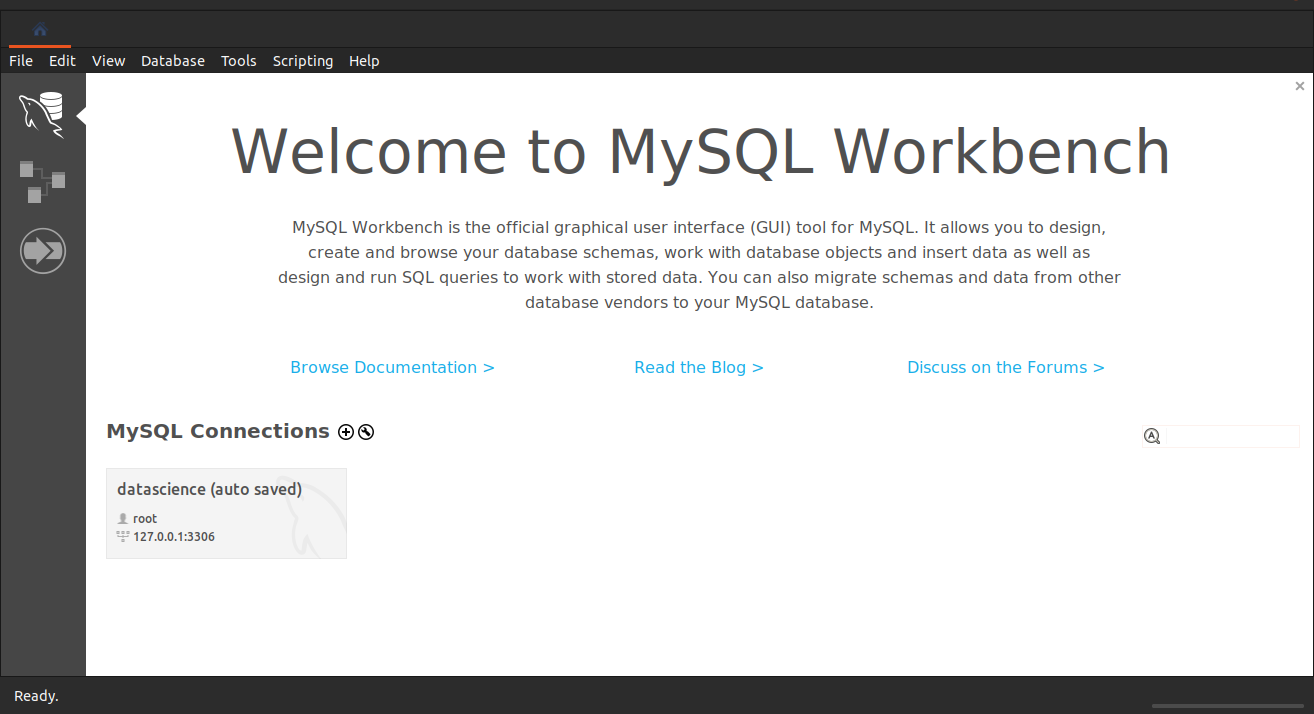 File Edit View Database Tools Scripting Help
Welcome to MySQL Workbench
MySQL Workbench is the official graphical user interface (GUI) tool for MySQL. It allows you to design,
create and browse your database schemas, work with database objects and insert data as well as
design and run SQL queries to work with stored data. You can also migrate schemas and data from other
database vendors to your MySQL database.
Browse Documentation > Read the Blog > Discuss on the Forums >
MySQL Connections
datascience (auto saved)
root
127.0.0.1:3306
Ready.